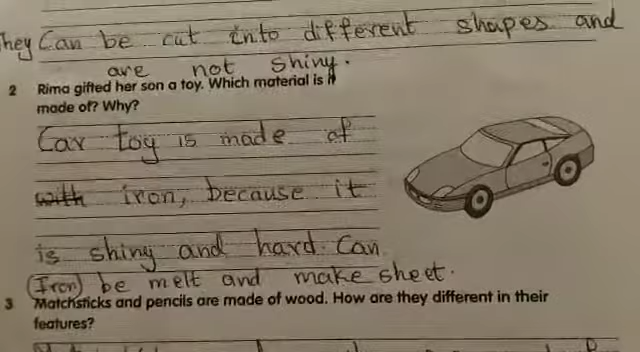 They Can be cut into different shapes and
are not shiny.
2 Rima gifted her son a toy. Which material is it
made of? Why?
Car toy is made of
with iron, because it
is shiny and hard. Can
(Iron) be melt and make sheet.
3 Matchsticks and pencils are made of wood. How are they different in their
features?